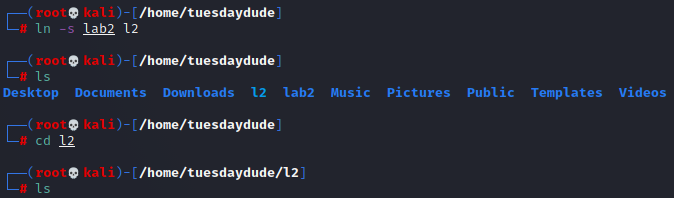 ┌──(root💀kali)-[/home/tuesdaydude]
└─# ln -s lab2 l2
┌──(root💀kali)-[/home/tuesdaydude]
└─# ls
Desktop Documents Downloads l2 lab2 Music Pictures Public Templates Videos
┌──(root💀kali)-[/home/tuesdaydude]
└─# cd l2
┌──(root💀kali)-[/home/tuesdaydude/l2]
└─# ls